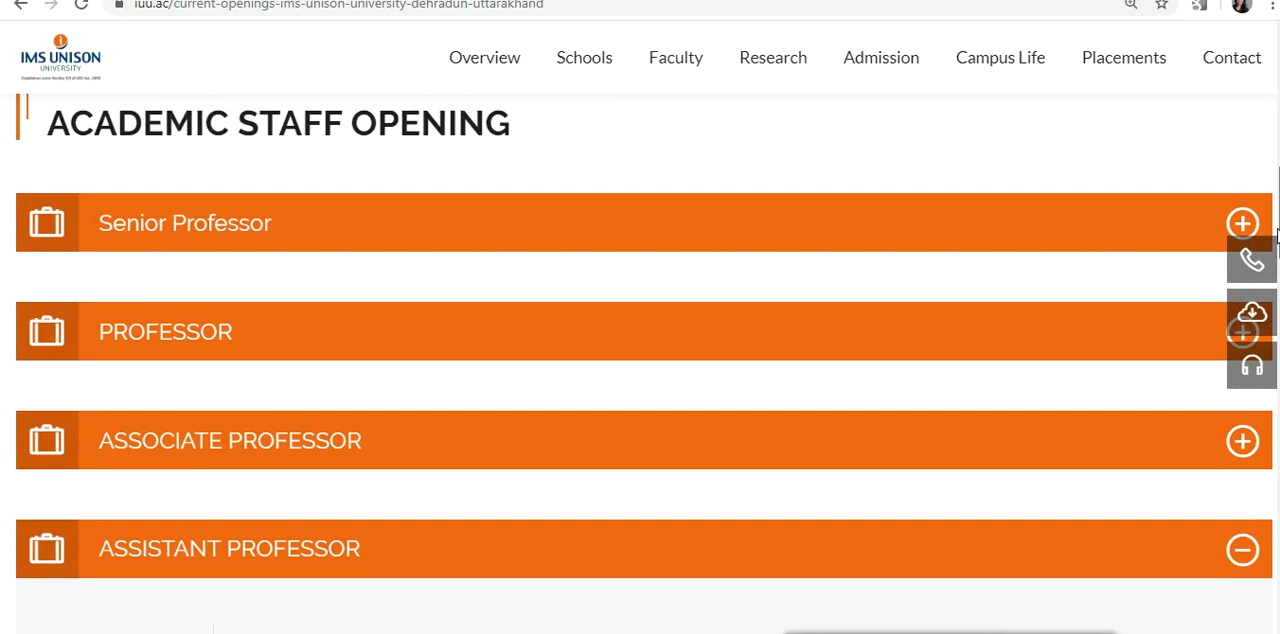 iuu.ac/current-openings-ims-unison-university-dehradun-uttarakhand
IMS UNISON
UNIVERSITY
Overview Schools Faculty Research Admission Campus Life Placements Contact
ACADEMIC STAFF OPENING
Senior Professor
PROFESSOR
ASSOCIATE PROFESSOR
ASSISTANT PROFESSOR